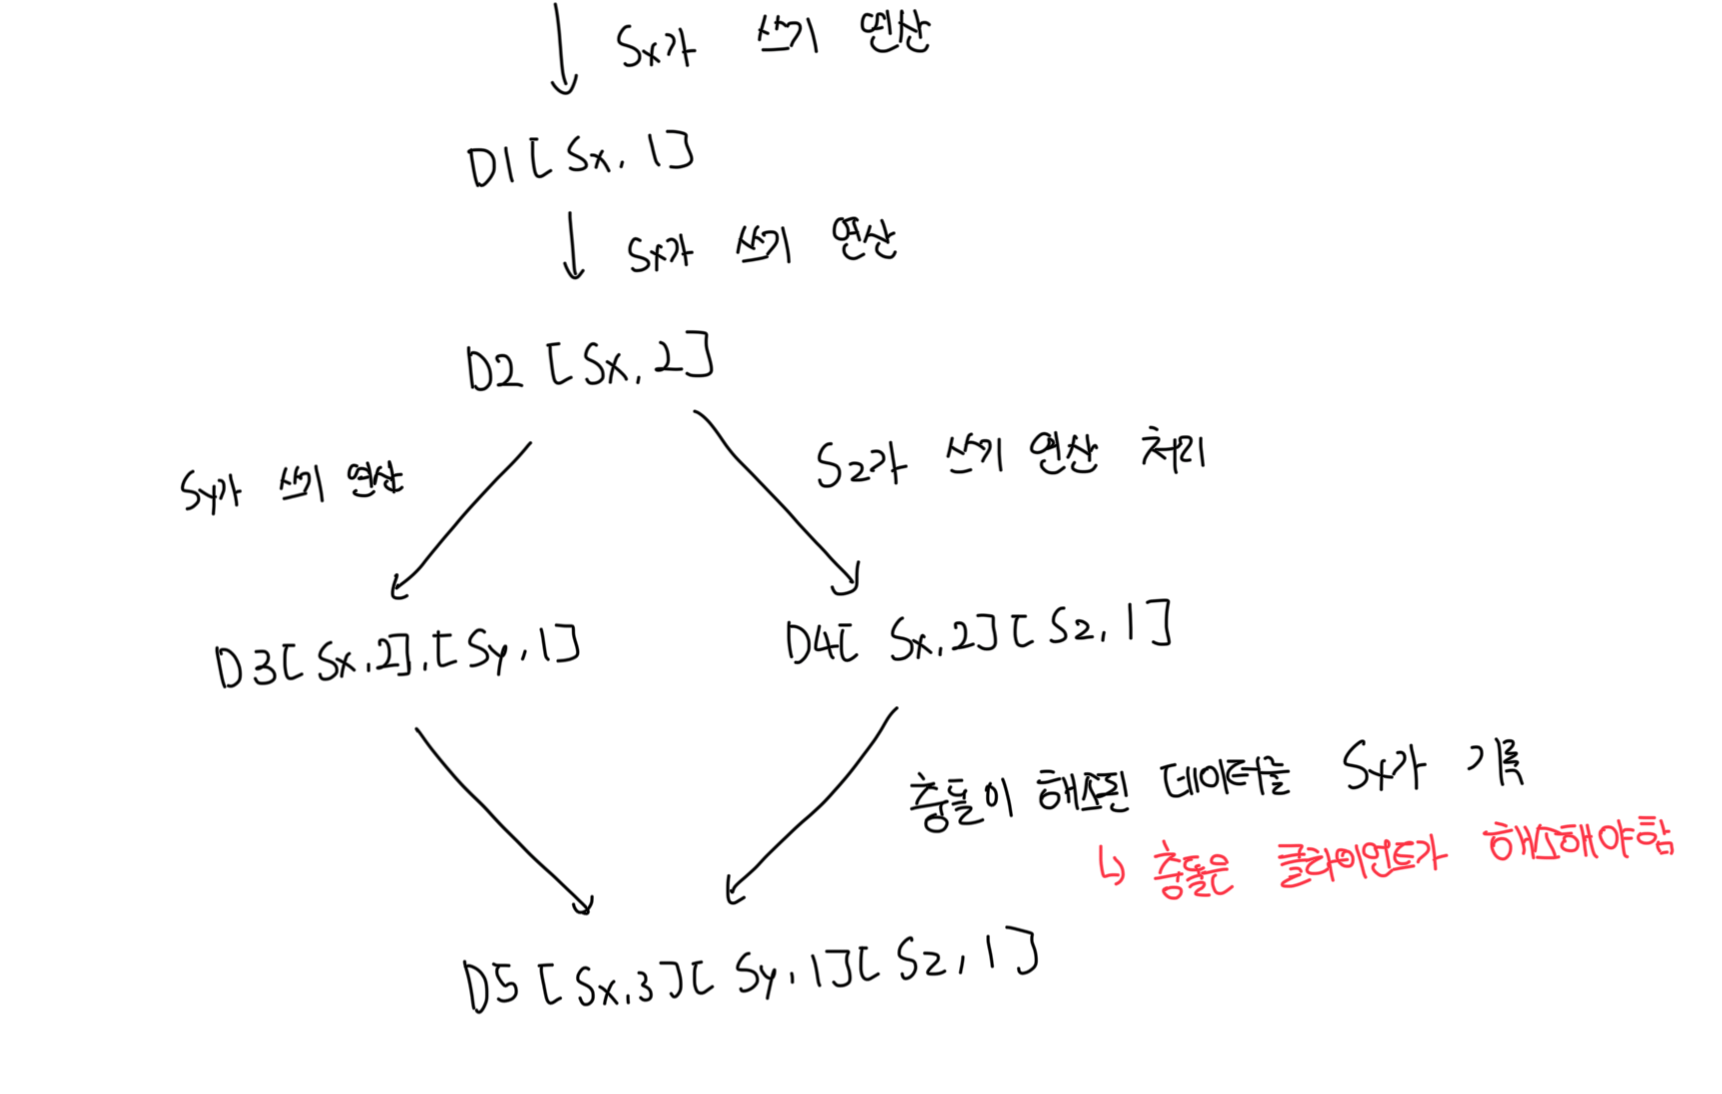 Sx가 쓰기 연산
D1[Sx, 1]
Sx가 쓰기 연산
D2 [Sx, 2]
Sy가 쓰기 연산
Sz가 쓰기 연산 처리
D3[Sx, 2], [Sy, 1]
D4[Sx, 2][Sz, 1]
충돌이 해소된 데이터를 Sx가 기록
↳ 충돌은 클라이언트가 해소해야함
D5 [Sx, 3][Sy, 1][Sz, 1]